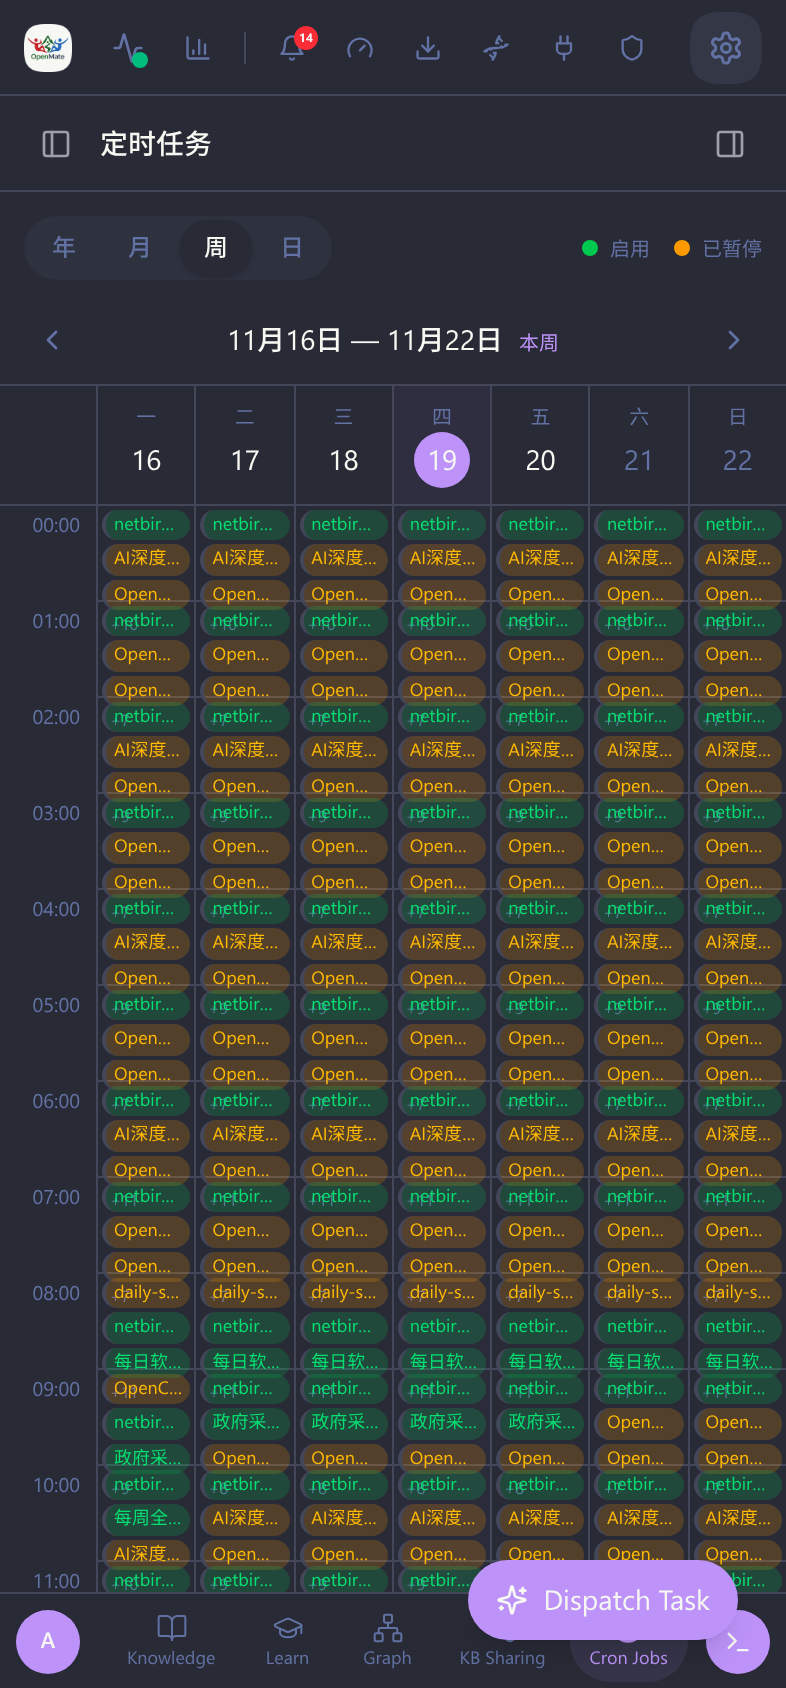 OpenMate
14
定时任务
年 月 周 日 启用 已暂停
11月16日 — 11月22日 本周
一 二 三 四 五 六 日
16 17 18 19 20 21 22
00:00 netbir... netbir... netbir... netbir... netbir... netbir... netbir...
AI深度... AI深度... AI深度... AI深度... AI深度... AI深度... AI深度...
Open... Open... Open... Open... Open... Open... Open...
01:00 netbir... netbir... netbir... netbir... netbir... netbir... netbir...
Open... Open... Open... Open... Open... Open... Open...
Open... Open... Open... Open... Open... Open... Open...
02:00 netbir... netbir... netbir... netbir... netbir... netbir... netbir...
AI深度... AI深度... AI深度... AI深度... AI深度... AI深度... AI深度...
Open... Open... Open... Open... Open... Open... Open...
03:00 netbir... netbir... netbir... netbir... netbir... netbir... netbir...
Open... Open... Open... Open... Open... Open... Open...
Open... Open... Open... Open... Open... Open... Open...
04:00 netbir... netbir... netbir... netbir... netbir... netbir... netbir...
AI深度... AI深度... AI深度... AI深度... AI深度... AI深度... AI深度...
Open... Open... Open... Open... Open... Open... Open...
05:00 netbir... netbir... netbir... netbir... netbir... netbir... netbir...
Open... Open... Open... Open... Open... Open... Open...
Open... Open... Open... Open... Open... Open... Open...
06:00 netbir... netbir... netbir... netbir... netbir... netbir... netbir...
AI深度... AI深度... AI深度... AI深度... AI深度... AI深度... AI深度...
Open... Open... Open... Open... Open... Open... Open...
07:00 netbir... netbir... netbir... netbir... netbir... netbir... netbir...
Open... Open... Open... Open... Open... Open... Open...
Open... Open... Open... Open... Open... Open... Open...
08:00 daily-s... daily-s... daily-s... daily-s... daily-s... daily-s... daily-s...
netbir... netbir... netbir... netbir... netbir... netbir... netbir...
每日软... 每日软... 每日软... 每日软... 每日软... 每日软... 每日软...
09:00 OpenC... netbir... netbir... netbir... netbir... netbir... netbir...
netbir... 政府采... 政府采... 政府采... 政府采... Open... Open...
政府采... Open... Open... Open... Open... Open... Open...
10:00 netbir... netbir... netbir... netbir... netbir... netbir... netbir...
每周全... AI深度... AI深度... AI深度... AI深度... AI深度... AI深度...
AI深度... Open... Open... Open... Open... Open... Open...
11:00 netbir... netbir... netbir... netbir...
Dispatch Task
A Knowledge Learn Graph KB Sharing Cron Jobs